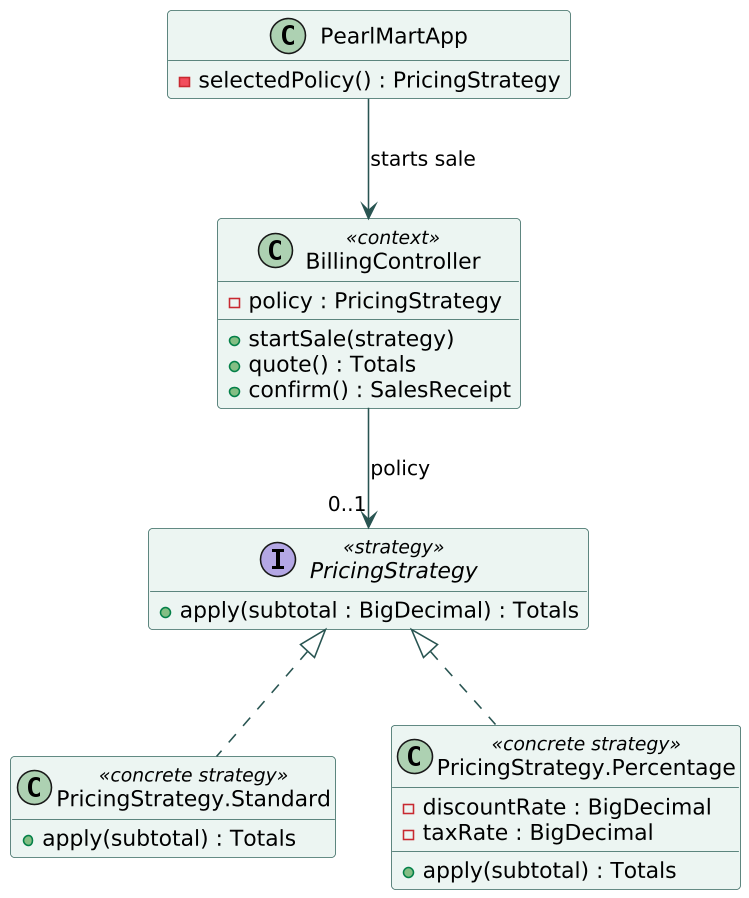 C PearlMartApp
selectedPolicy() : PricingStrategy
starts sale
«context»
C BillingController
policy : PricingStrategy
startSale(strategy)
quote() : Totals
confirm() : SalesReceipt
policy
0..1
«strategy»
I PricingStrategy
apply(subtotal : BigDecimal) : Totals
«concrete strategy»
C PricingStrategy.Standard
apply(subtotal) : Totals
«concrete strategy»
C PricingStrategy.Percentage
discountRate : BigDecimal
taxRate : BigDecimal
apply(subtotal) : Totals